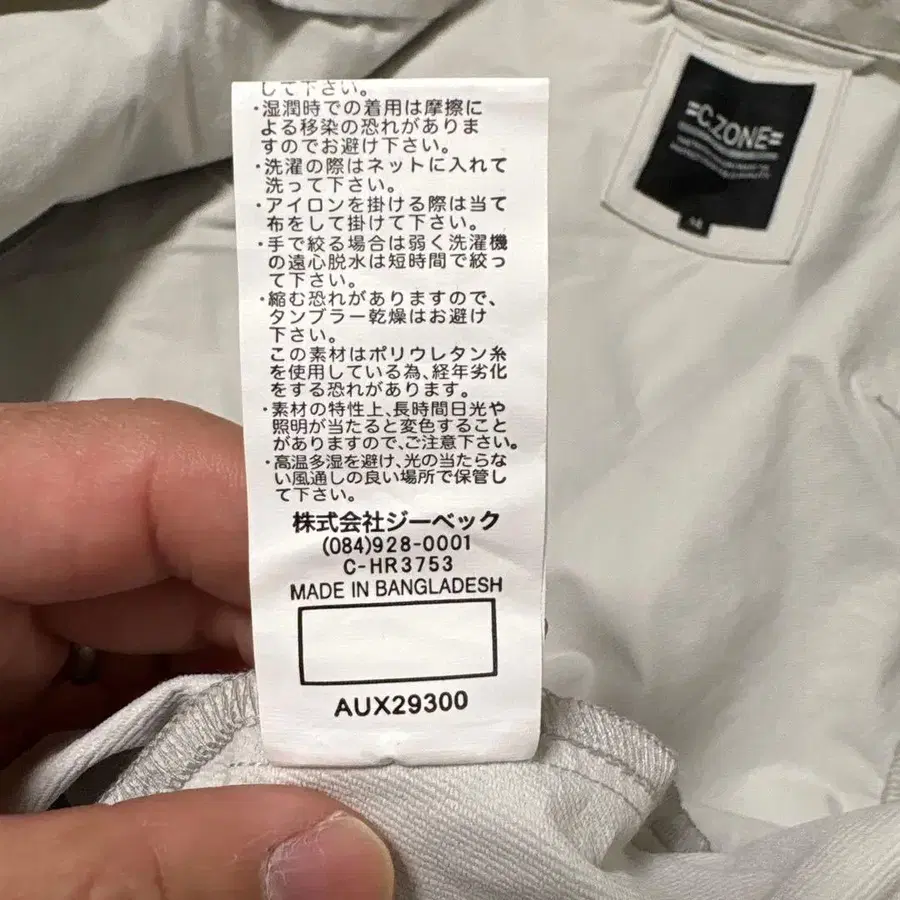 して下さい。
・湿潤時での着用は摩擦に
よる移染の恐れがありま
すのでお避け下さい。
・洗濯の際はネットに入れて
洗って下さい。
・アイロンを掛ける際は当て
布をして掛けて下さい。
・手で絞る場合は弱く洗濯機
の遠心脱水は短時間で絞っ
て下さい。
・縮む恐れがありますので、
タンブラー乾燥はお避け
下さい。
この素材はポリウレタン糸
を使用している為、経年劣化
をする恐れがあります。
・素材の特性上、長時間日光や
照明が当たると変色すること
がありますので、ご注意下さい。
・高温多湿を避け、光の当たらな
い風通しの良い場所で保管し
て下さい。
株式会社ジーベック
(084)928-0001
C-HR3753
MADE IN BANGLADESH
AUX29300
=C.ZONE=
M